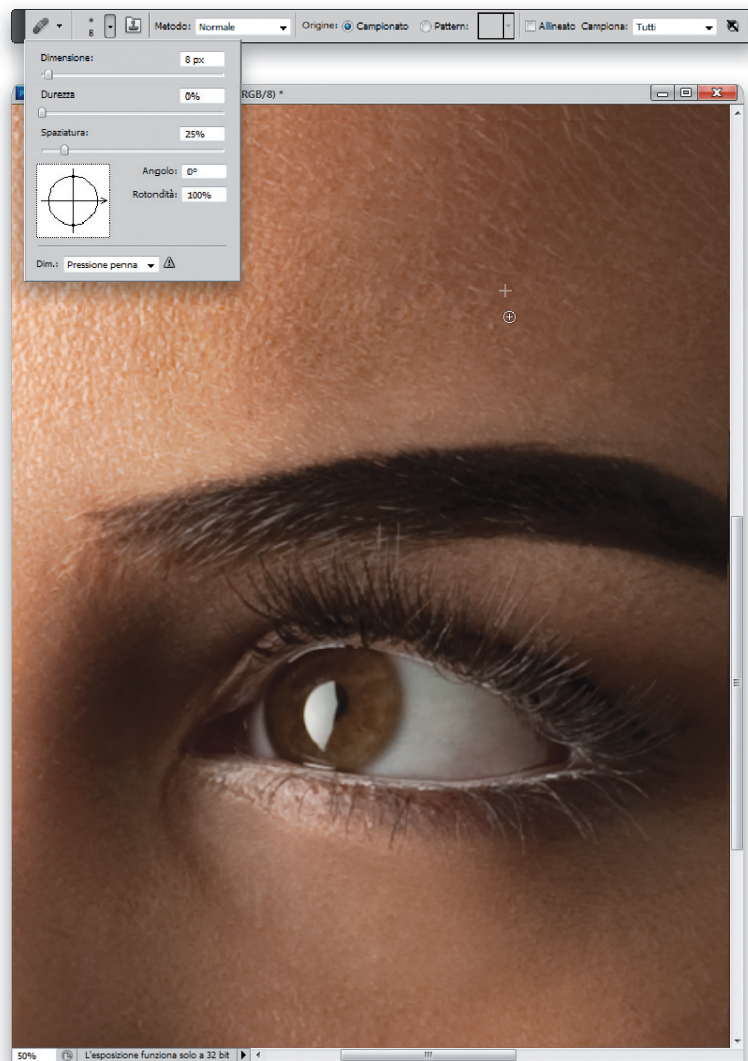 8 Metodo: Normale Origine: Campionato Pattern: Allineato Campiona: Tutti
Dimensione: 8 px
Durezza 0%
Spaziatura: 25%
Angolo: 0°
Rotondità: 100%
Dim.: Pressione penna
RGB/8) *
50% L'esposizione funziona solo a 32 bit